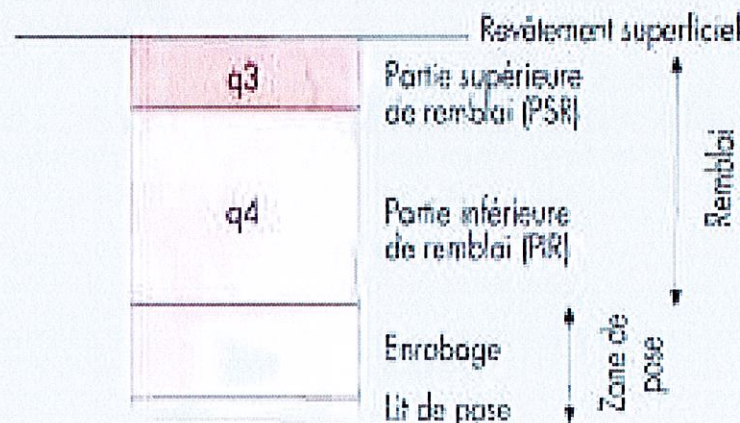 Revêtement superficiel
q3
Partie supérieure
de remblai (PSR)
q4
Partie inférieure
de remblai (PIR)
Remblai
Enrobage
Lit de pose
Zone de
pose